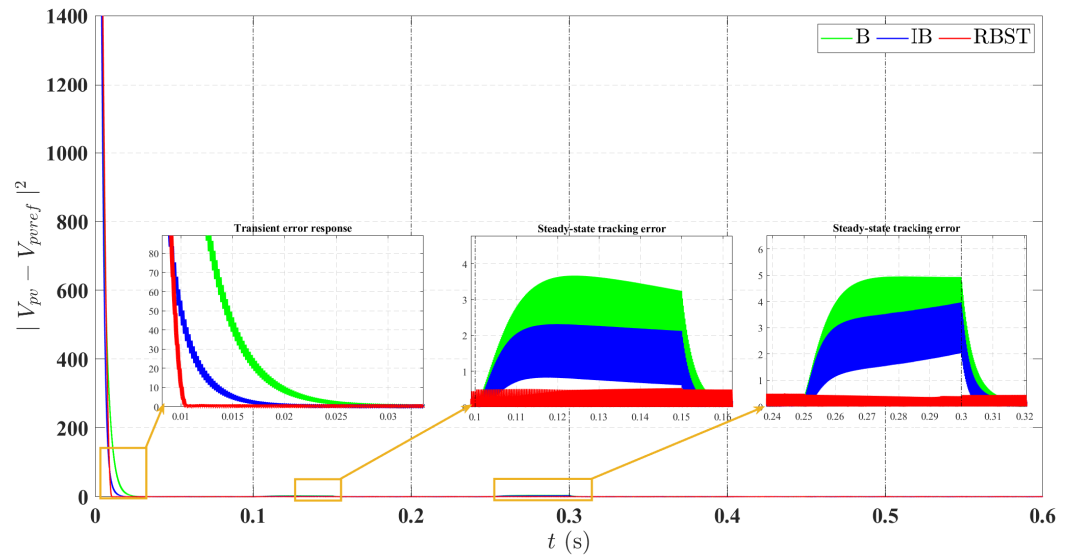 | V_pv − V_pvref |^2
1400
1200
1000
800
600
400
200
0
B IB RBST
Transient error response
80
70
60
50
40
30
20
10
0
0.01 0.015 0.02 0.025 0.03
Steady-state tracking error
4
3
2
1
0.1 0.11 0.12 0.13 0.14 0.15 0.16
Steady-state tracking error
6
5
4
3
2
1
0
0.24 0.25 0.26 0.27 0.28 0.29 0.3 0.31 0.32
0 0.1 0.2 0.3 0.4 0.5 0.6
t (s)